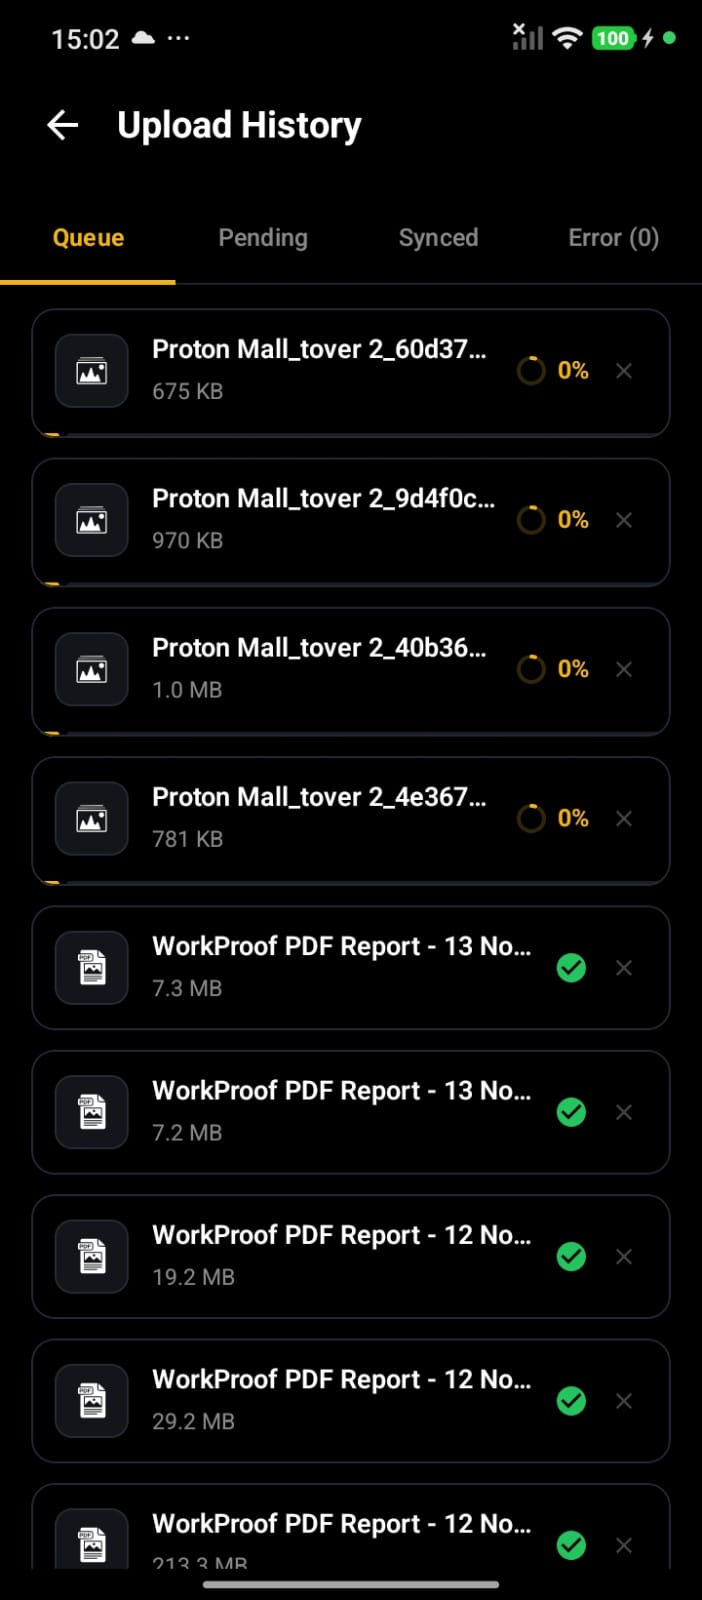 15:02
100
Upload History
Queue
Pending
Synced
Error (0)
Proton Mall_tover 2_60d37...
675 KB
0%
Proton Mall_tover 2_9d4f0c...
970 KB
0%
Proton Mall_tover 2_40b36...
1.0 MB
0%
Proton Mall_tover 2_4e367...
781 KB
0%
WorkProof PDF Report - 13 No...
7.3 MB
WorkProof PDF Report - 13 No...
7.2 MB
WorkProof PDF Report - 12 No...
19.2 MB
WorkProof PDF Report - 12 No...
29.2 MB
WorkProof PDF Report - 12 No...
213.3 MB